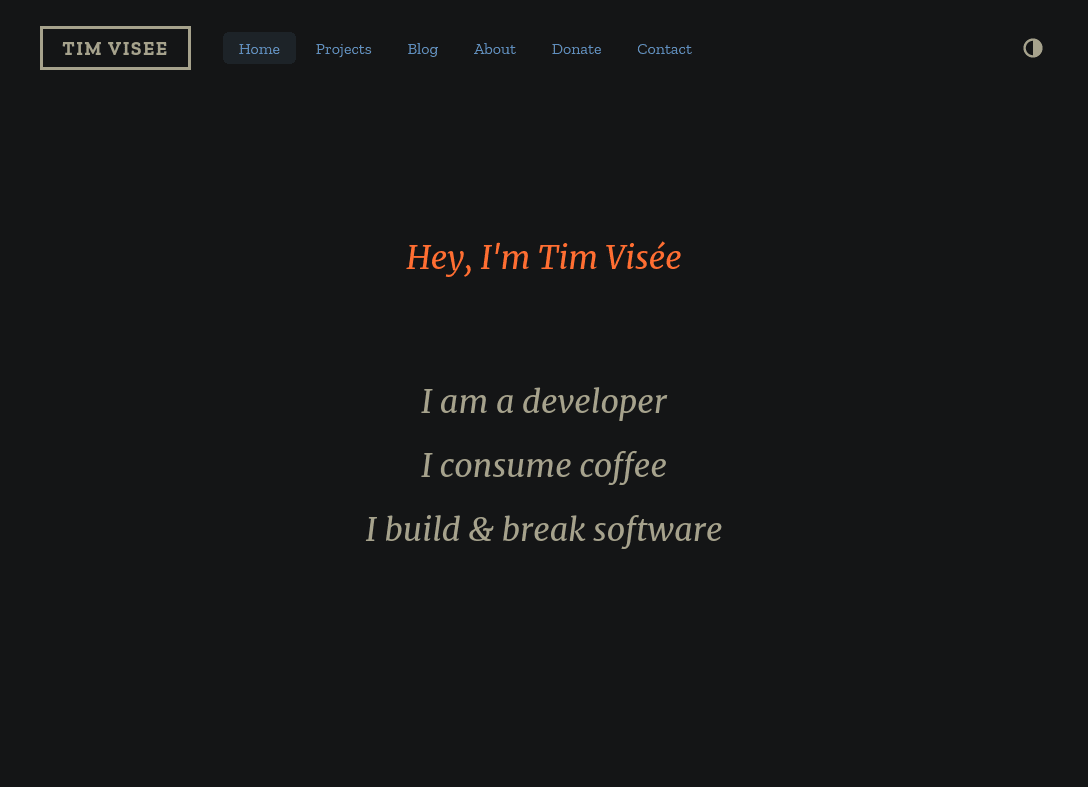 TIM VISEE
Home Projects Blog About Donate Contact
Hey, I'm Tim Visée
I am a developer
I consume coffee
I build & break software